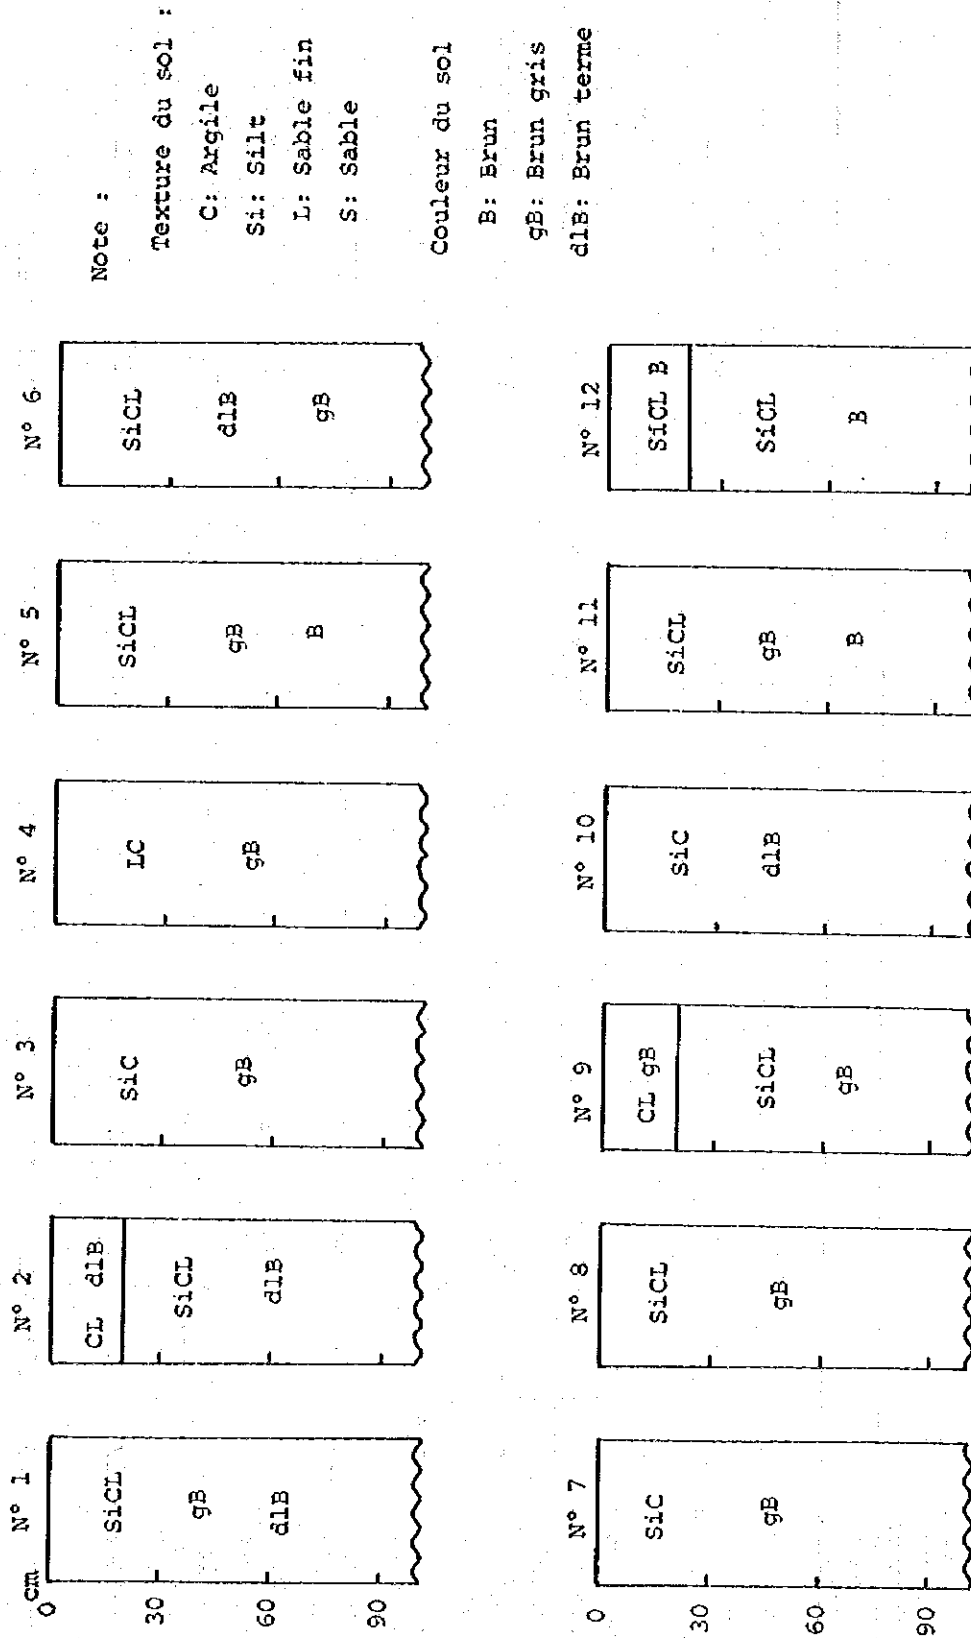 N° 1
N° 2
N° 3
N° 4
N° 5
N° 6
cm
0
30
60
90
SiCL
gB
dlB
CL dlB
SiCL
dlB
SiC
gB
LC
gB
SiCL
gB
B
SiCL
dlB
gB
N° 7
N° 8
N° 9
N° 10
N° 11
N° 12
0
30
60
90
SiC
gB
SiCL
gB
CL gB
SiCL
gB
SiC
dlB
SiCL
gB
B
SiCL B
SiCL
B
Note :
Texture du sol :
C: Argile
Si: Silt
L: Sable fin
S: Sable
Couleur du sol
B: Brun
gB: Brun gris
dlB: Brun terme